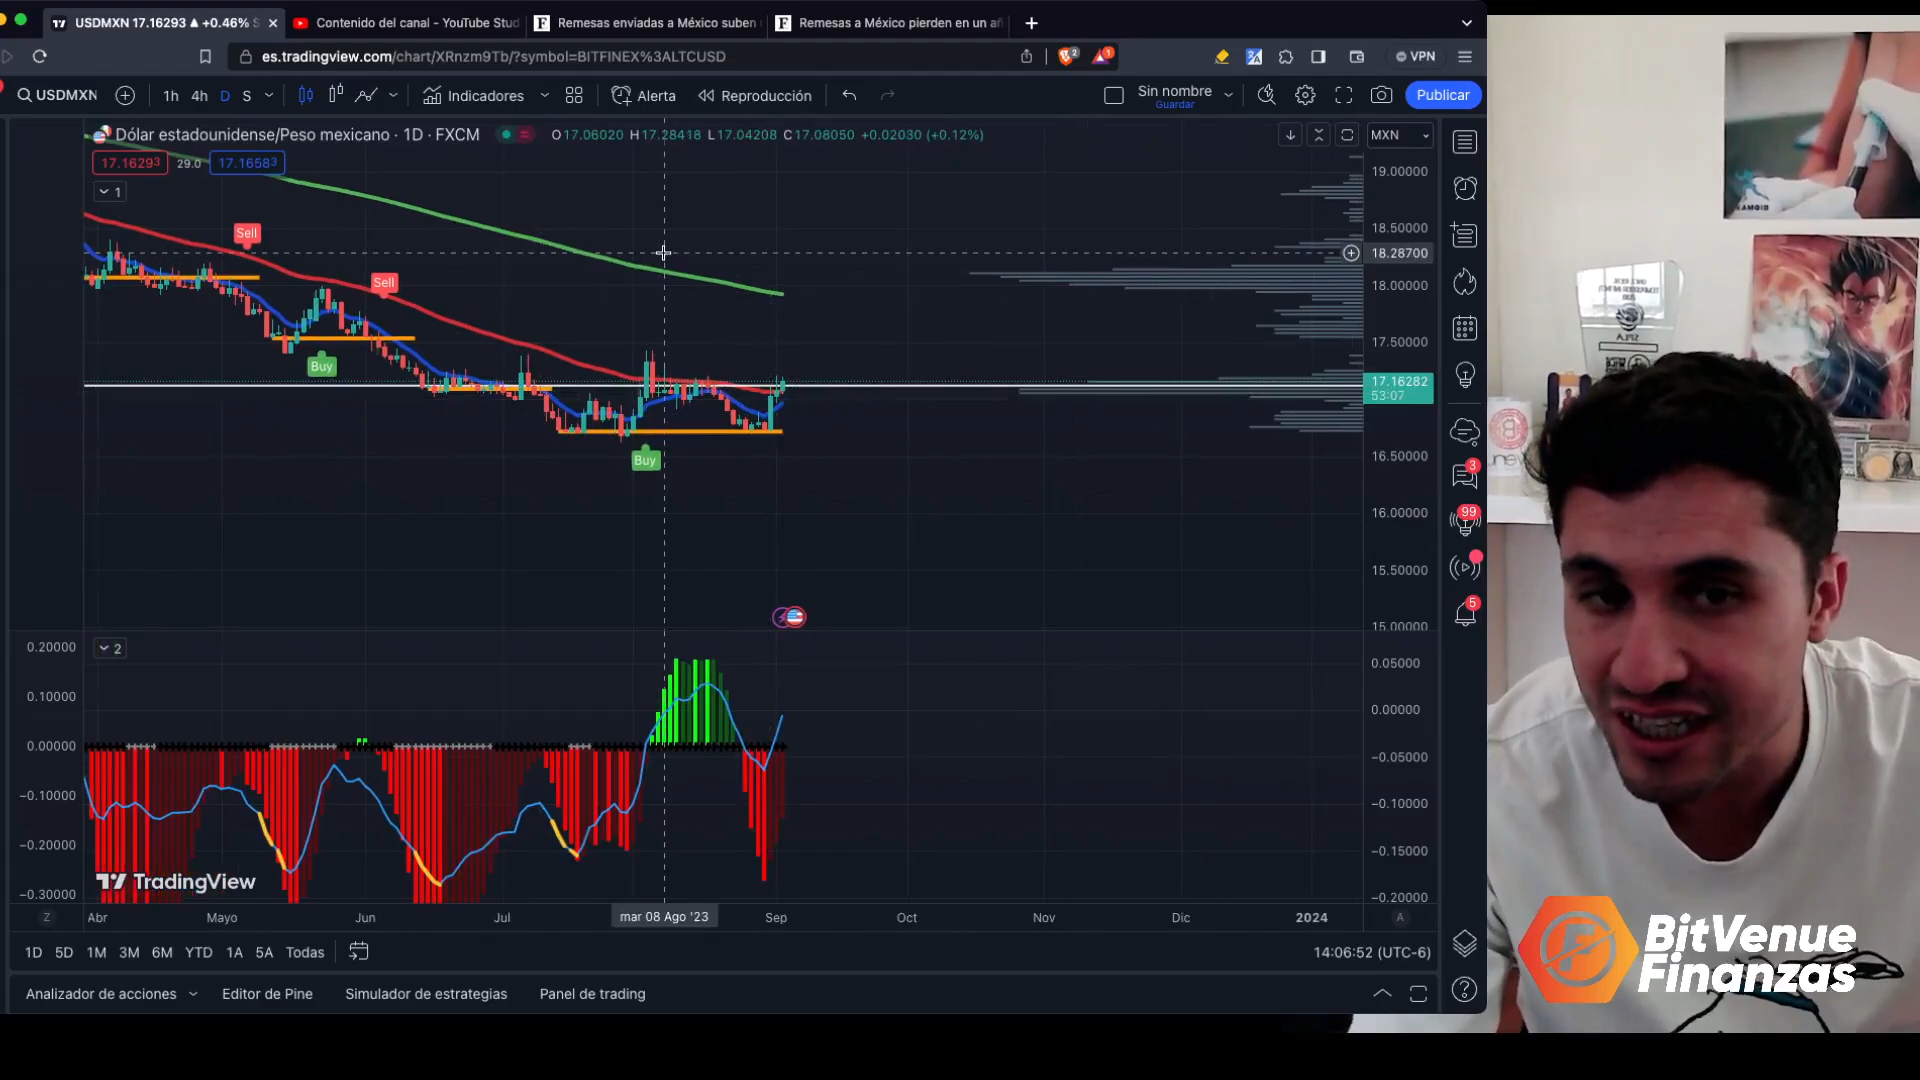 USDMXN 17.16293 ▲ +0.46% S
Contenido del canal - YouTube Stud
Remesas enviadas a México suben
Remesas a México pierden en un añ
es.tradingview.com/chart/XRnzm9Tb/?symbol=BITFINEX%3ALTCUSD
2
1
VPN
USDMXN
1h 4h D S
Indicadores
Alerta
Reproducción
Sin nombre
Guardar
Publicar
Dólar estadounidense/Peso mexicano · 1D · FXCM
O17.06020 H17.28418 L17.04208 C17.08050 +0.02030 (+0.12%)
MXN
17.16293 29.0 17.16583
1
19.00000
18.50000
18.28700
18.00000
17.50000
17.16282
53:07
16.50000
16.00000
15.50000
15.00000
Sell
Sell
Buy
Buy
2
0.20000
0.10000
0.00000
−0.10000
−0.20000
−0.30000
0.05000
0.00000
−0.05000
−0.10000
−0.15000
−0.20000
TradingView
Z
Abr Mayo Jun Jul mar 08 Ago '23 Sep Oct Nov Dic 2024
A
1D 5D 1M 3M 6M YTD 1A 5A Todas
14:06:52 (UTC-6)
Analizador de acciones
Editor de Pine
Simulador de estrategias
Panel de trading
3
99
5
BitVenue
Finanzas